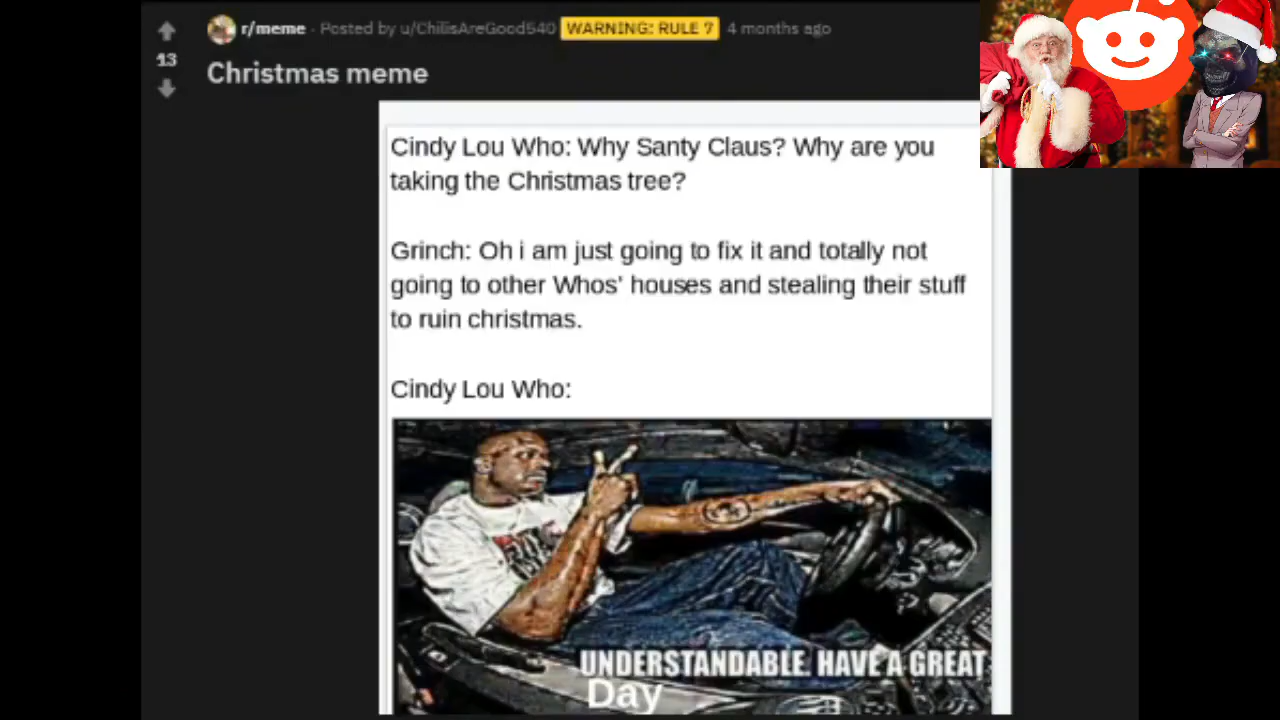 r/meme · Posted by u/ChilisAreGood540 WARNING: RULE 7 4 months ago
13
Christmas meme
Cindy Lou Who: Why Santy Claus? Why are you
taking the Christmas tree?
Grinch: Oh i am just going to fix it and totally not
going to other Whos' houses and stealing their stuff
to ruin christmas.
Cindy Lou Who:
UNDERSTANDABLE. HAVE A GREAT
Day